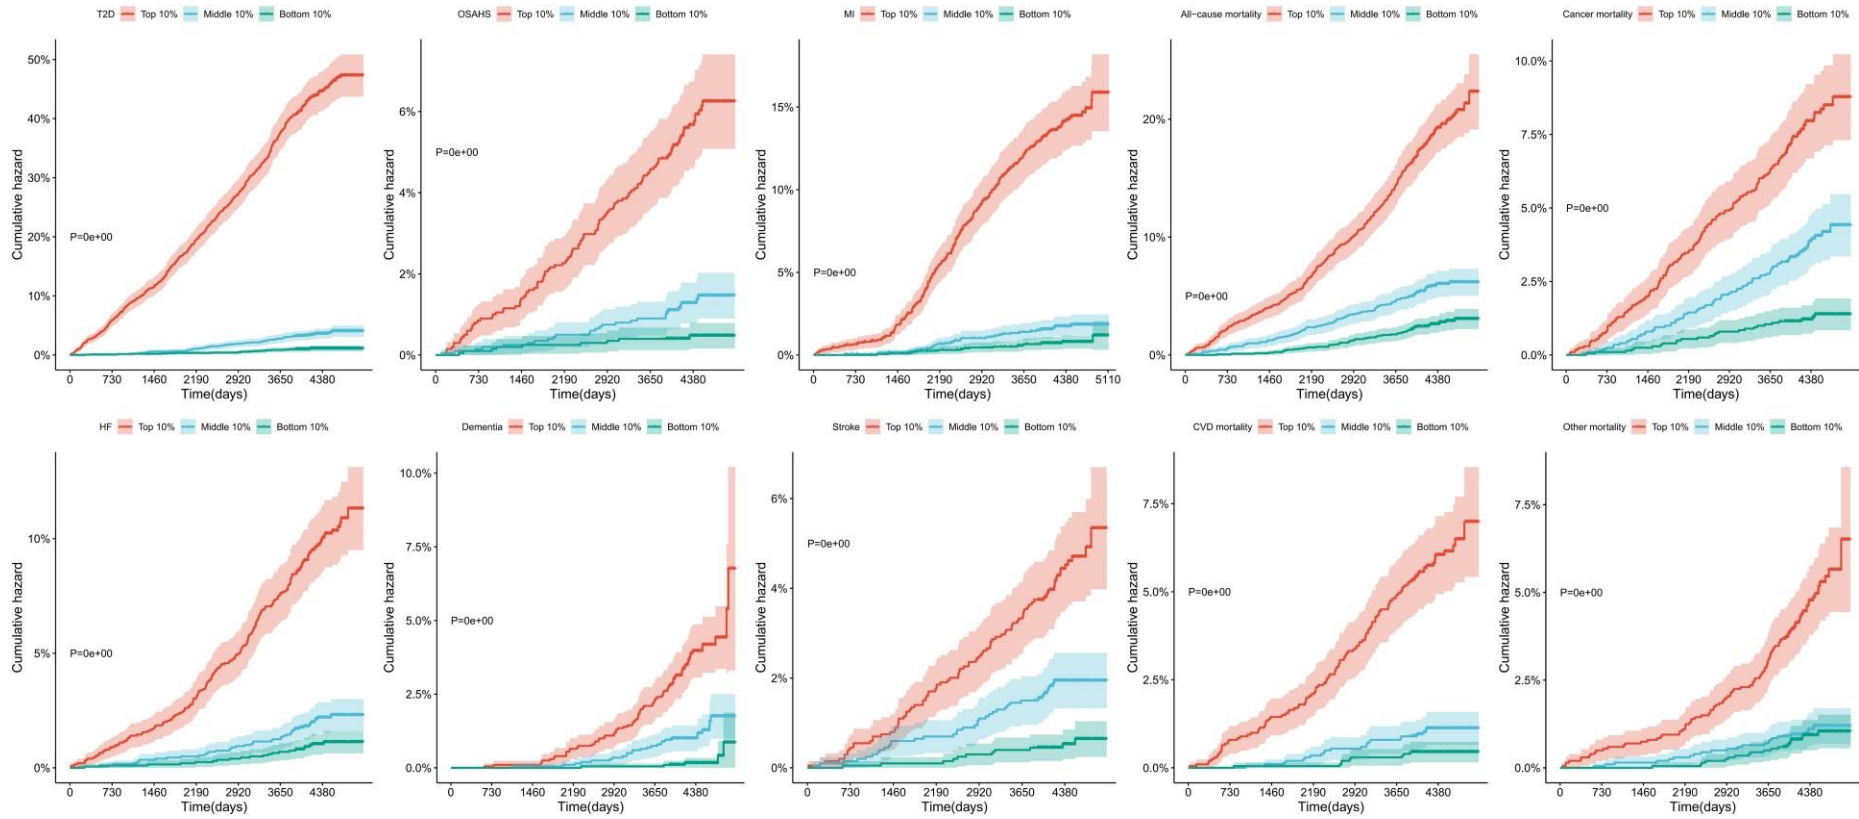 T2D Top 10% Middle 10% Bottom 10%
50%
40%
30%
20%
10%
0%
Cumulative hazard
P=0e+00
0 730 1460 2190 2920 3650 4380
Time(days)
OSAHS Top 10% Middle 10% Bottom 10%
6%
4%
2%
0%
Cumulative hazard
P=0e+00
0 730 1460 2190 2920 3650 4380
Time(days)
MI Top 10% Middle 10% Bottom 10%
15%
10%
5%
0%
Cumulative hazard
P=0e+00
0 730 1460 2190 2920 3650 4380 5110
Time(days)
All-cause mortality Top 10% Middle 10% Bottom 10%
20%
10%
0%
Cumulative hazard
P=0e+00
0 730 1460 2190 2920 3650 4380
Time(days)
Cancer mortality Top 10% Middle 10% Bottom 10%
10.0%
7.5%
5.0%
2.5%
0.0%
Cumulative hazard
P=0e+00
0 730 1460 2190 2920 3650 4380
Time(days)
HF Top 10% Middle 10% Bottom 10%
10%
5%
0%
Cumulative hazard
P=0e+00
0 730 1460 2190 2920 3650 4380
Time(days)
Dementia Top 10% Middle 10% Bottom 10%
10.0%
7.5%
5.0%
2.5%
0.0%
Cumulative hazard
P=0e+00
0 730 1460 2190 2920 3650 4380
Time(days)
Stroke Top 10% Middle 10% Bottom 10%
6%
4%
2%
0%
Cumulative hazard
P=0e+00
0 730 1460 2190 2920 3650 4380
Time(days)
CVD mortality Top 10% Middle 10% Bottom 10%
7.5%
5.0%
2.5%
0.0%
Cumulative hazard
P=0e+00
0 730 1460 2190 2920 3650 4380
Time(days)
Other mortality Top 10% Middle 10% Bottom 10%
7.5%
5.0%
2.5%
0.0%
Cumulative hazard
P=0e+00
0 730 1460 2190 2920 3650 4380
Time(days)